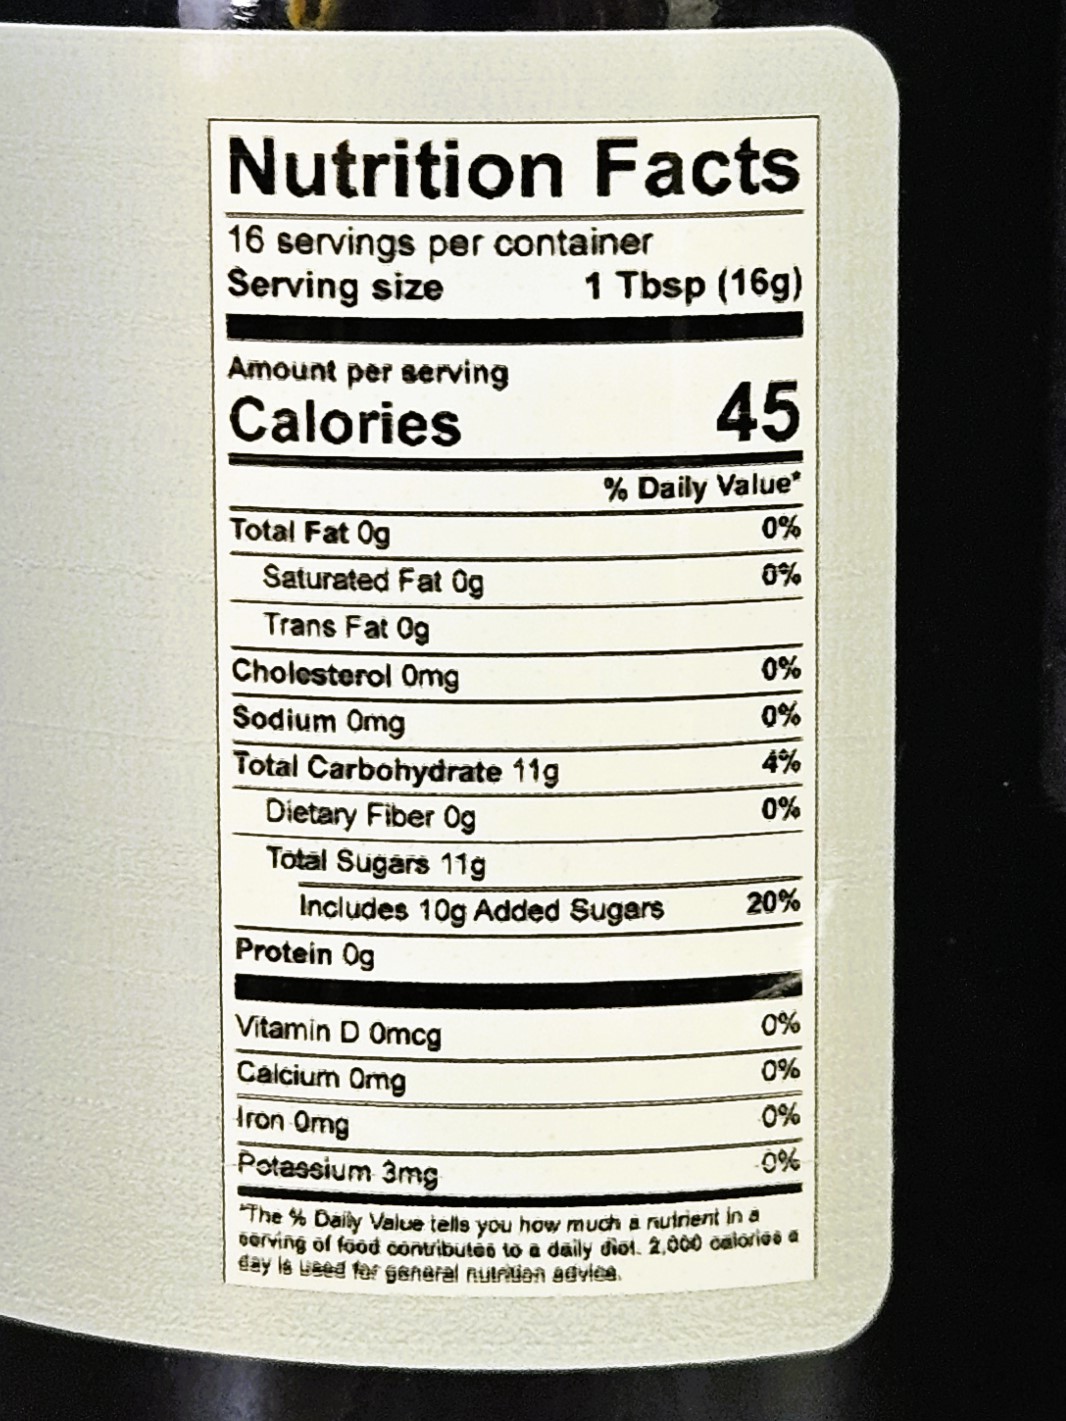 Nutrition Facts
16 servings per container
Serving size 1 Tbsp (16g)
Amount per serving
Calories 45
% Daily Value*
Total Fat 0g 0%
Saturated Fat 0g 0%
Trans Fat 0g
Cholesterol 0mg 0%
Sodium 0mg 0%
Total Carbohydrate 11g 4%
Dietary Fiber 0g 0%
Total Sugars 11g
Includes 10g Added Sugars 20%
Protein 0g
Vitamin D 0mcg 0%
Calcium 0mg 0%
Iron 0mg 0%
Potassium 3mg 0%
*The % Daily Value tells you how much a nutrient in a
serving of food contributes to a daily diet. 2,000 calories a
day is used for general nutrition advice.